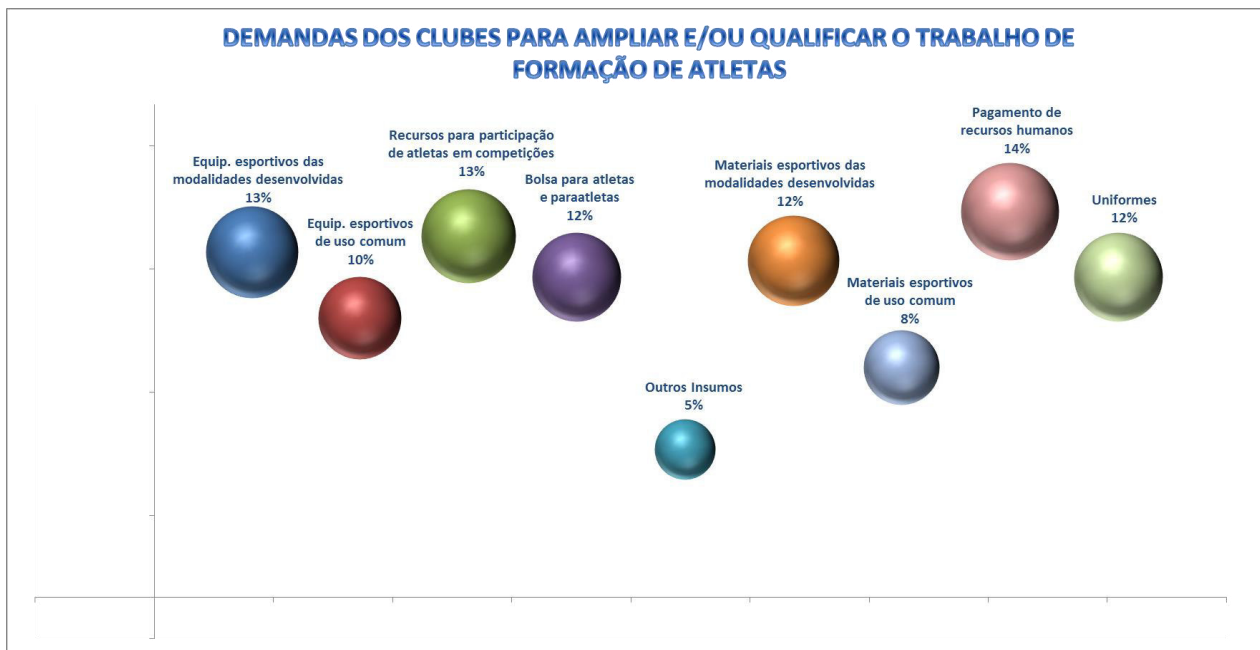 DEMANDAS DOS CLUBES PARA AMPLIAR E/OU QUALIFICAR O TRABALHO DE
FORMAÇÃO DE ATLETAS
Equip. esportivos das
modalidades desenvolvidas
13%
Equip. esportivos
de uso comum
10%
Recursos para participação
de atletas em competições
13%
Bolsa para atletas
e paraatletas
12%
Outros Insumos
5%
Materiais esportivos das
modalidades desenvolvidas
12%
Materiais esportivos
de uso comum
8%
Pagamento de
recursos humanos
14%
Uniformes
12%